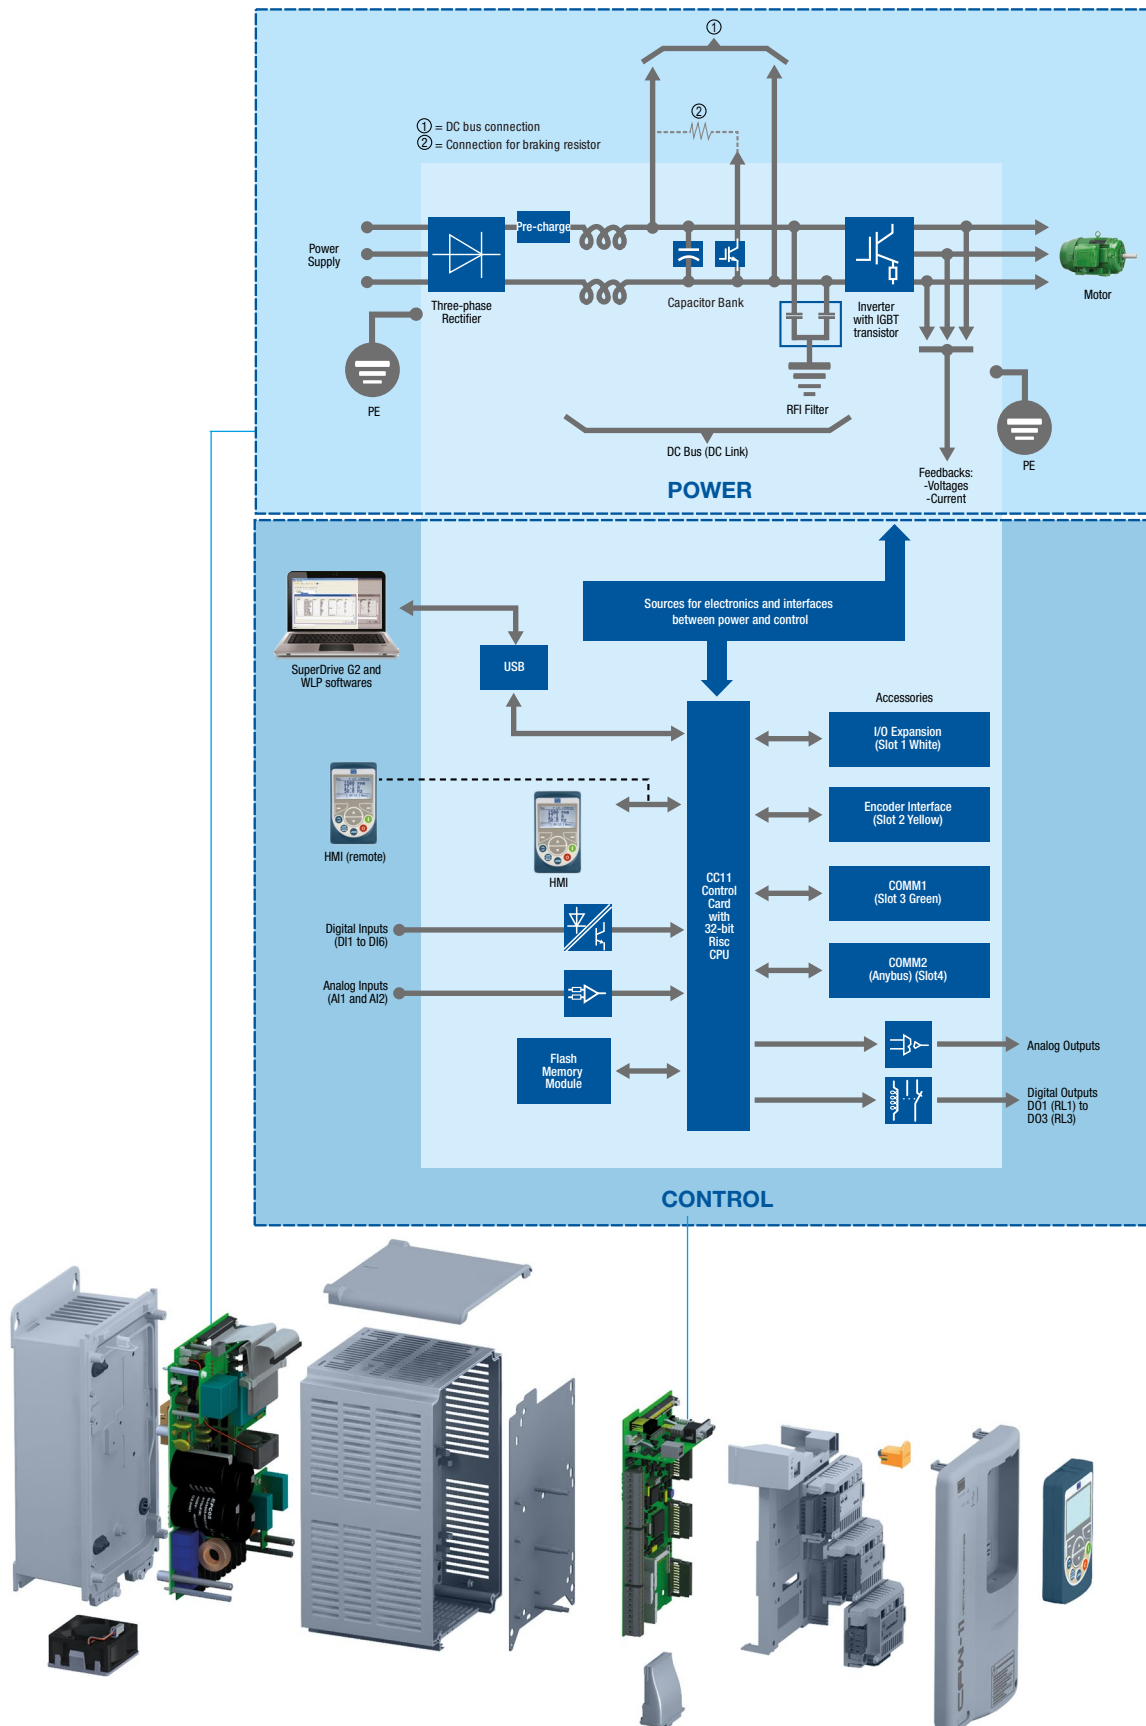 1
2
1 = DC bus connection
2 = Connection for braking resistor
Pre-charge
Power
Supply
Three-phase
Rectifier
Capacitor Bank
Inverter
with IGBT
transistor
Motor
PE
RFI Filter
DC Bus (DC Link)
Feedbacks:
-Voltages
-Current
PE
POWER
Sources for electronics and interfaces
between power and control
USB
SuperDrive G2 and
WLP softwares
Accessories
I/O Expansion
(Slot 1 White)
HMI (remote)
HMI
Encoder Interface
(Slot 2 Yellow)
CC11
Control
Card
with
32-bit
Risc
CPU
COMM1
(Slot 3 Green)
Digital Inputs
(DI1 to DI6)
COMM2
(Anybus) (Slot4)
Analog Inputs
(AI1 and AI2)
Flash
Memory
Module
Analog Outputs
Digital Outputs
DO1 (RL1) to
DO3 (RL3)
CONTROL
CFW-11